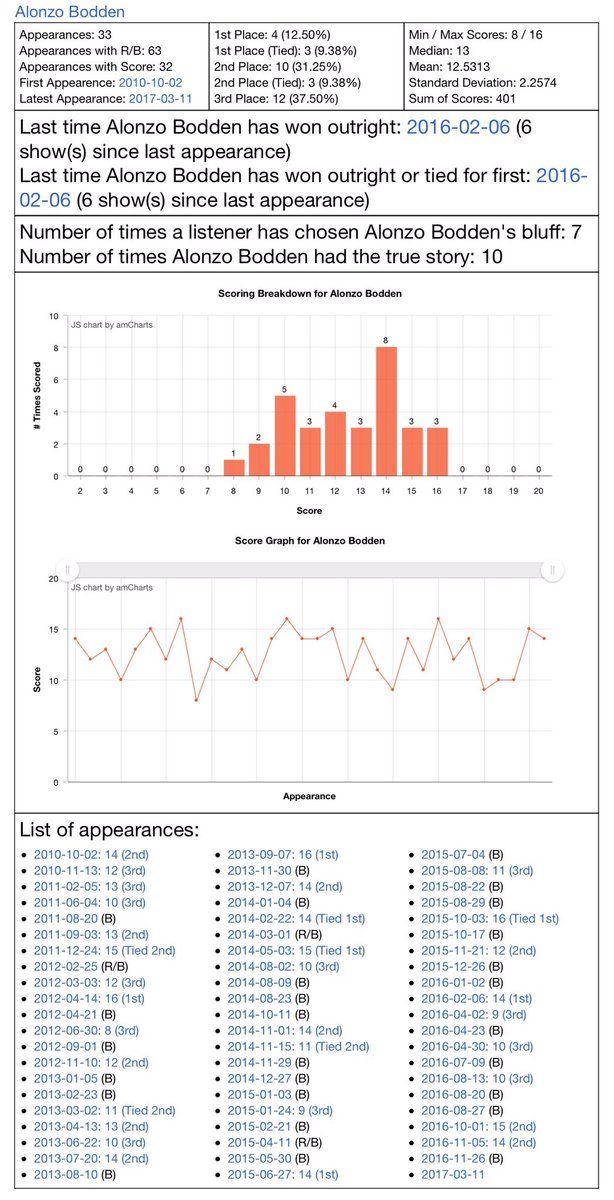 Alonzo Bodden
Appearances: 33
Appearances with R/B: 63
Appearances with Score: 32
First Appearence: 2010-10-02
Latest Appearance: 2017-03-11
1st Place: 4 (12.50%)
1st Place (Tied): 3 (9.38%)
2nd Place: 10 (31.25%)
2nd Place (Tied): 3 (9.38%)
3rd Place: 12 (37.50%)
Min / Max Scores: 8 / 16
Median: 13
Mean: 12.5313
Standard Deviation: 2.2574
Sum of Scores: 401
Last time Alonzo Bodden has won outright: 2016-02-06 (6
show(s) since last appearance)
Last time Alonzo Bodden has won outright or tied for first: 2016-
02-06 (6 show(s) since last appearance)
Number of times a listener has chosen Alonzo Bodden's bluff: 7
Number of times Alonzo Bodden had the true story: 10
Scoring Breakdown for Alonzo Bodden
JS chart by amCharts
# Times Scored
10
8
6
4
2
0
0 0 0 0 0 0 1 2 5 3 4 3 8 3 3 0 0 0 0
2 3 4 5 6 7 8 9 10 11 12 13 14 15 16 17 18 19 20
Score
Score Graph for Alonzo Bodden
JS chart by amCharts
Score
20
15
10
5
0
Appearance
List of appearances:
• 2010-10-02: 14 (2nd)
• 2010-11-13: 12 (3rd)
• 2011-02-05: 13 (3rd)
• 2011-06-04: 10 (3rd)
• 2011-08-20 (B)
• 2011-09-03: 13 (2nd)
• 2011-12-24: 15 (Tied 2nd)
• 2012-02-25 (R/B)
• 2012-03-03: 12 (3rd)
• 2012-04-14: 16 (1st)
• 2012-04-21 (B)
• 2012-06-30: 8 (3rd)
• 2012-09-01 (B)
• 2012-11-10: 12 (2nd)
• 2013-01-05 (B)
• 2013-02-23 (B)
• 2013-03-02: 11 (Tied 2nd)
• 2013-04-13: 13 (2nd)
• 2013-06-22: 10 (3rd)
• 2013-07-20: 14 (2nd)
• 2013-08-10 (B)
• 2013-09-07: 16 (1st)
• 2013-11-30 (B)
• 2013-12-07: 14 (2nd)
• 2014-01-04 (B)
• 2014-02-22: 14 (Tied 1st)
• 2014-03-01 (R/B)
• 2014-05-03: 15 (Tied 1st)
• 2014-08-02: 10 (3rd)
• 2014-08-09 (B)
• 2014-08-23 (B)
• 2014-10-11 (B)
• 2014-11-01: 14 (2nd)
• 2014-11-15: 11 (Tied 2nd)
• 2014-11-29 (B)
• 2014-12-27 (B)
• 2015-01-03 (B)
• 2015-01-24: 9 (3rd)
• 2015-02-21 (B)
• 2015-04-11 (R/B)
• 2015-05-30 (B)
• 2015-06-27: 14 (1st)
• 2015-07-04 (B)
• 2015-08-08: 11 (3rd)
• 2015-08-22 (B)
• 2015-08-29 (B)
• 2015-10-03: 16 (Tied 1st)
• 2015-10-17 (B)
• 2015-11-21: 12 (2nd)
• 2015-12-26 (B)
• 2016-01-02 (B)
• 2016-02-06: 14 (1st)
• 2016-04-02: 9 (3rd)
• 2016-04-23 (B)
• 2016-04-30: 10 (3rd)
• 2016-07-09 (B)
• 2016-08-13: 10 (3rd)
• 2016-08-20 (B)
• 2016-08-27 (B)
• 2016-10-01: 15 (2nd)
• 2016-11-05: 14 (2nd)
• 2016-11-26 (B)
• 2017-03-11